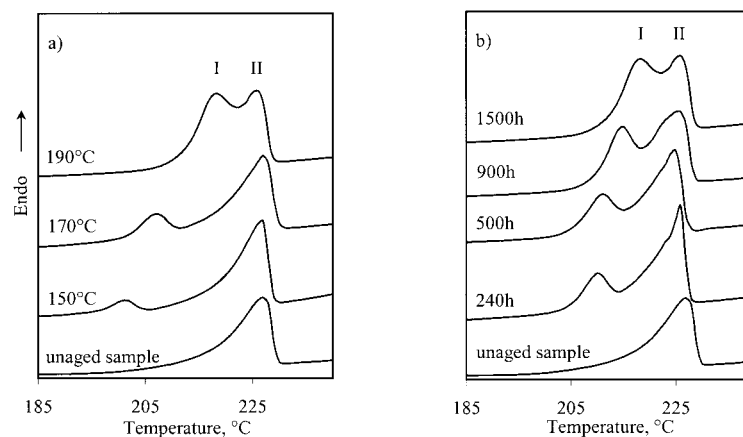 a)
I II
190°C
170°C
150°C
unaged sample
Endo
185 205 225
Temperature, °C
b)
I II
1500h
900h
500h
240h
unaged sample
185 205 225
Temperature, °C